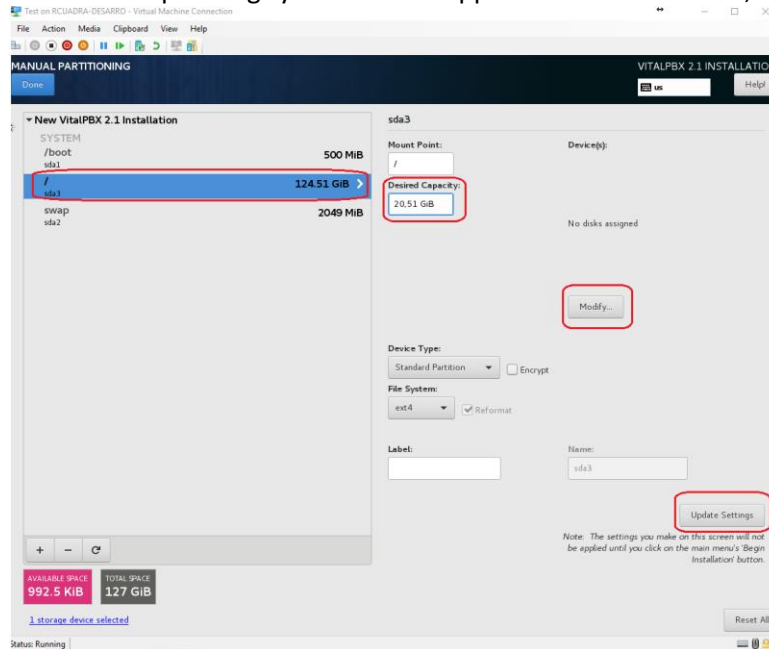 Test on RCUADRA-DESARRO - Virtual Machine Connection
File Action Media Clipboard View Help
MANUAL PARTITIONING
VITALPBX 2.1 INSTALLATIO
Done
us
Help!
New VitalPBX 2.1 Installation
SYSTEM
/boot
500 MiB
sda1
/
124.51 GiB
sda3
swap
2049 MiB
sda2
sda3
Mount Point:
Device(s):
/
Desired Capacity:
20,51 GiB
No disks assigned
Modify...
Device Type:
Standard Partition
Encrypt
File System:
ext4
Reformat
Label:
Name:
sda3
Update Settings
Note: The settings you make on this screen will not
be applied until you click on the main menu's 'Begin
Installation' button.
+ -
AVAILABLE SPACE
992.5 KiB
TOTAL SPACE
127 GiB
1 storage device selected
Reset All
Status: Running